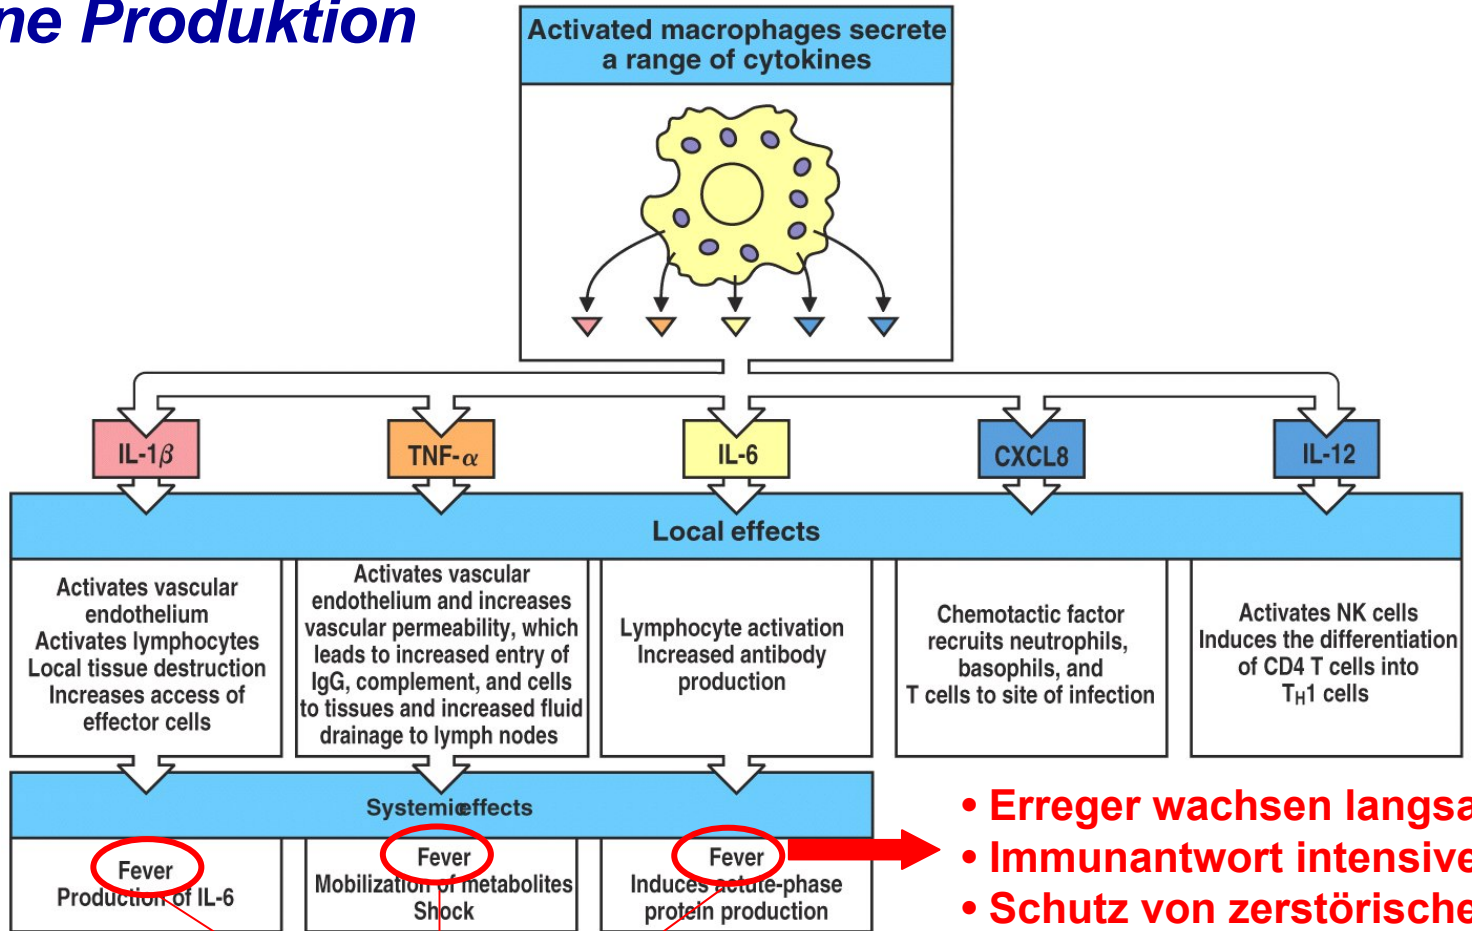 ne Produktion
Activated macrophages secrete
a range of cytokines
IL-1β
TNF-α
IL-6
CXCL8
IL-12
Local effects
Activates vascular
endothelium
Activates lymphocytes
Local tissue destruction
Increases access of
effector cells
Activates vascular
endothelium and increases
vascular permeability, which
leads to increased entry of
IgG, complement, and cells
to tissues and increased fluid
drainage to lymph nodes
Lymphocyte activation
Increased antibody
production
Chemotactic factor
recruits neutrophils,
basophils, and
T cells to site of infection
Activates NK cells
Induces the differentiation
of CD4 T cells into
TH1 cells
Systemic effects
Fever
Production of IL-6
Fever
Mobilization of metabolites
Shock
Fever
Induces actute-phase
protein production
• Erreger wachsen langsa
• Immunantwort intensive
• Schutz von zerstörische